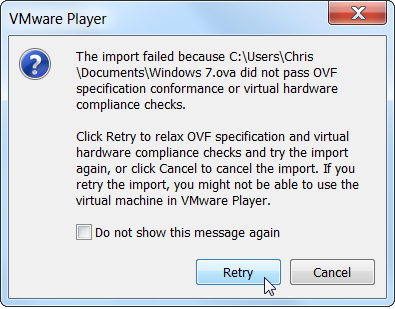 VMware Player
The import failed because C:\Users\Chris
\Documents\Windows 7.ova did not pass OVF
specification conformance or virtual hardware
compliance checks.
Click Retry to relax OVF specification and virtual
hardware compliance checks and try the import
again, or click Cancel to cancel the import. If you
retry the import, you might not be able to use the
virtual machine in VMware Player.
Do not show this message again
Retry
Cancel